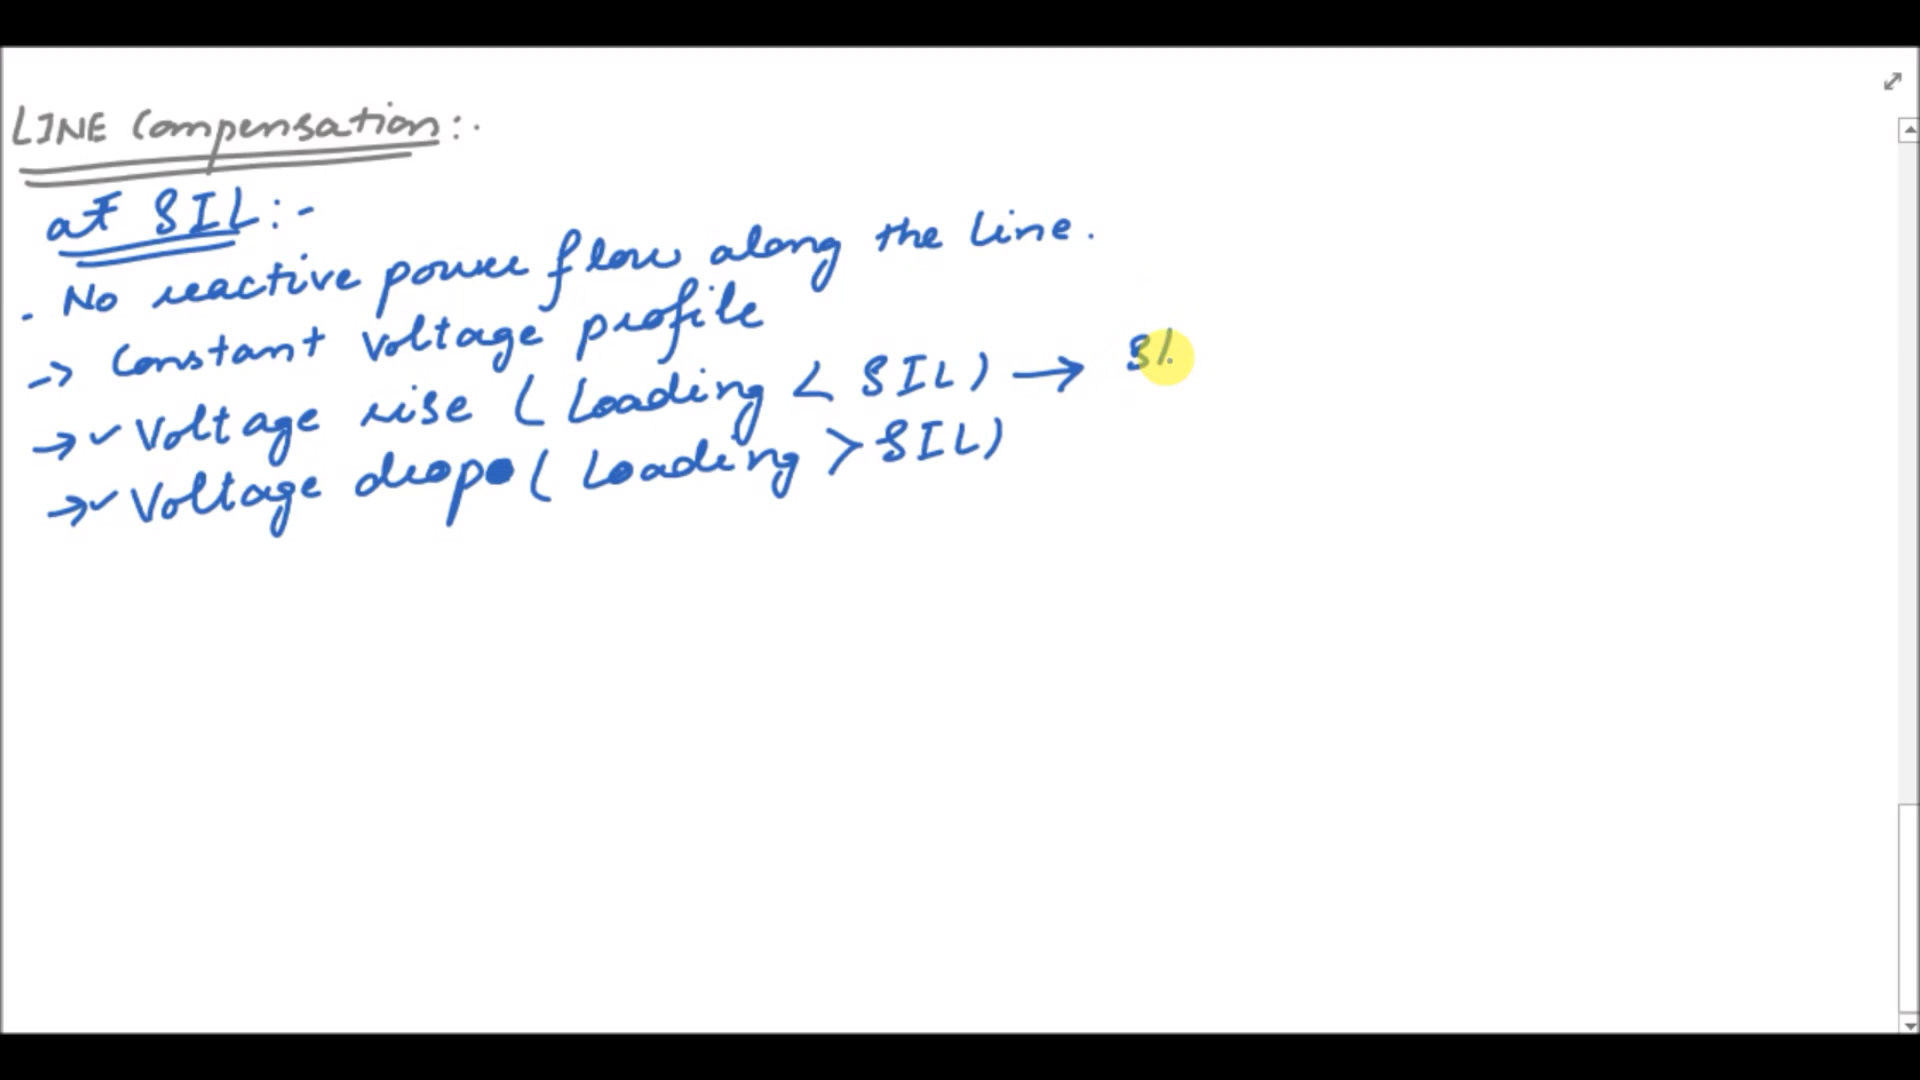 LINE Compensation:-
at SIL:-
. No reactive power flow along the line.
-> Constant voltage profile
-> ✓ Voltage rise ( Loading < SIL) →
-> ✓ Voltage drop ( Loading > SIL)